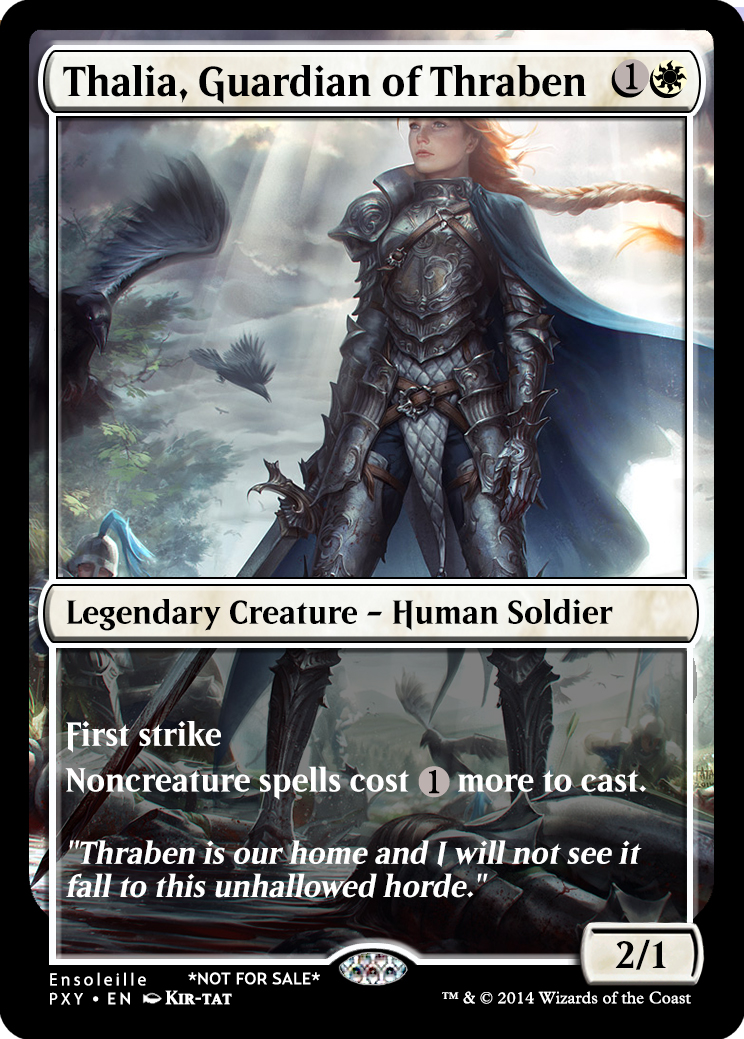 Thalia, Guardian of Thraben 1
Legendary Creature – Human Soldier
First strike
Noncreature spells cost 1 more to cast.
"Thraben is our home and I will not see it
fall to this unhallowed horde."
2/1
Ensoleille *NOT FOR SALE*
PXY • EN Kir-tat ™ & © 2014 Wizards of the Coast